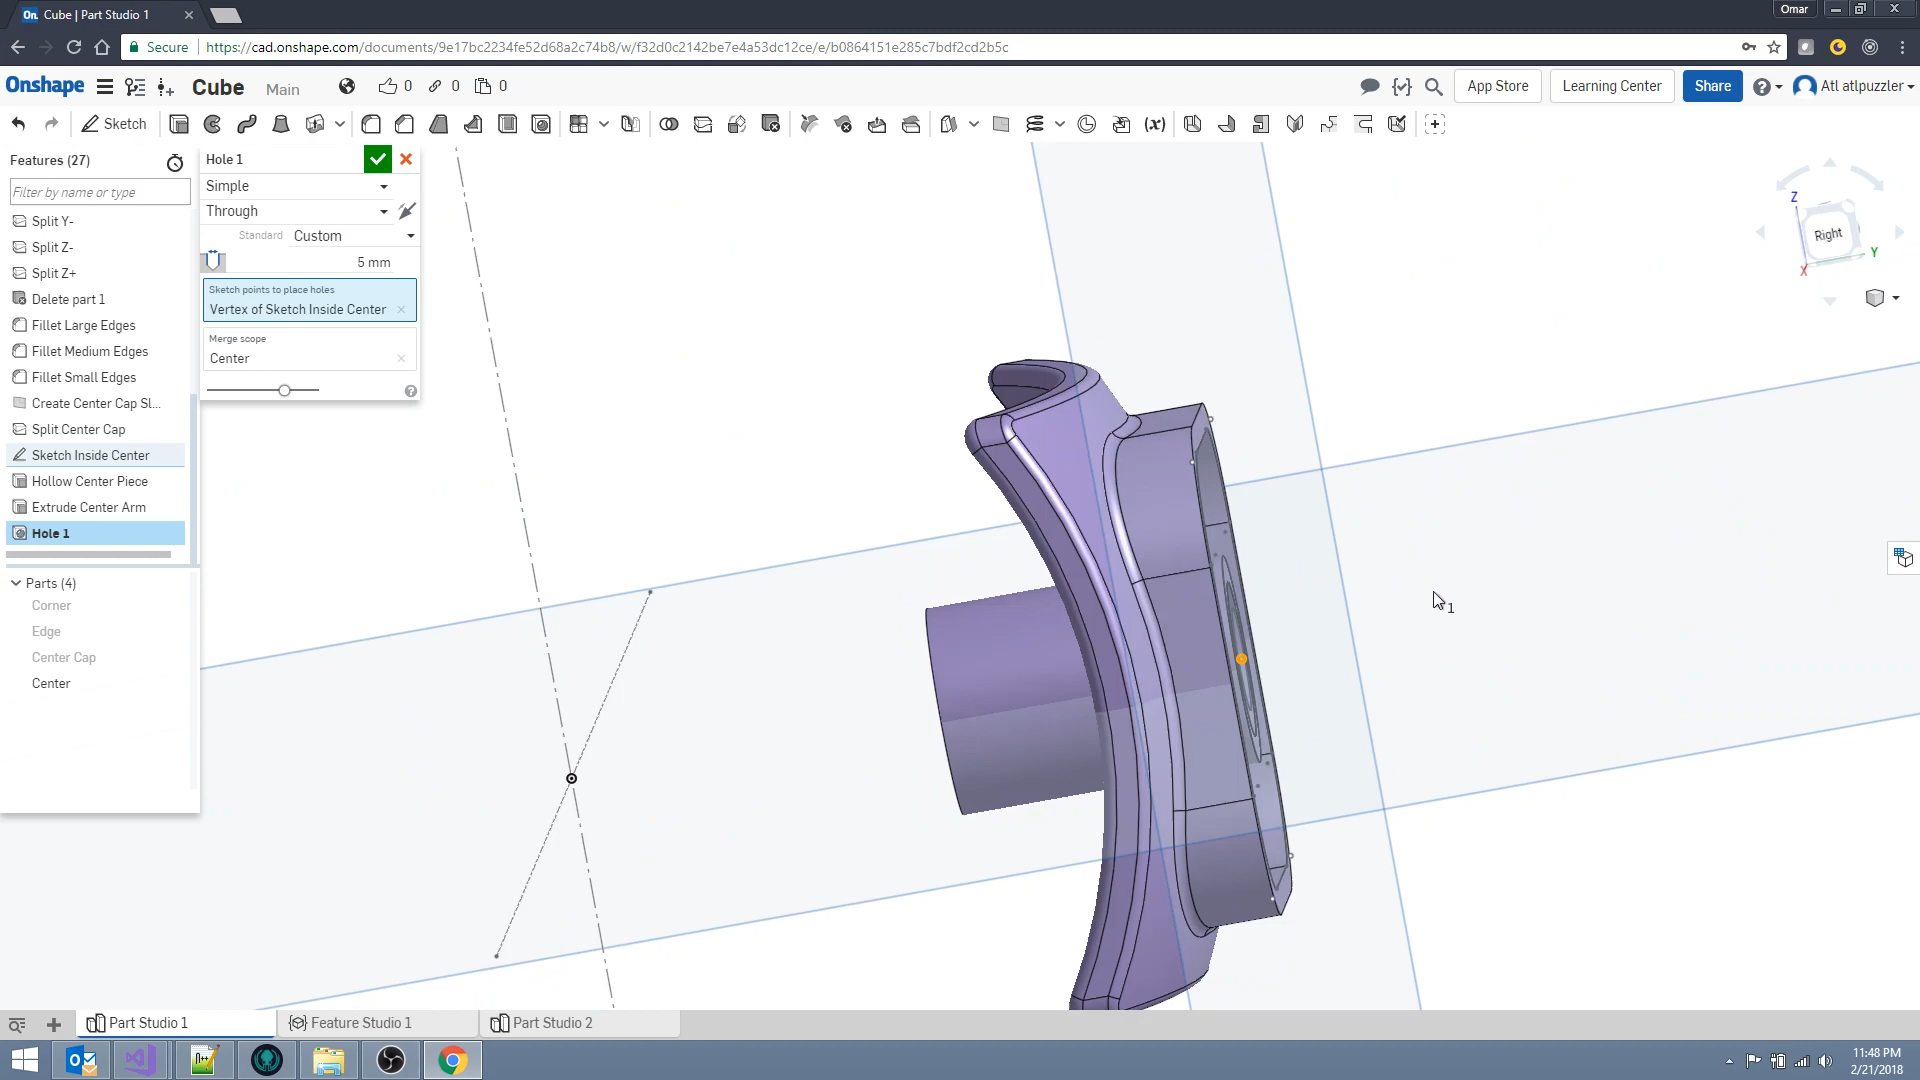 On. Cube | Part Studio 1
Omar
Secure https://cad.onshape.com/documents/9e17bc2234fe52d68a2c74b8/w/f32d0c2142be7e4a53dc12ce/e/b0864151e285c7bdf2cd2b5c
Onshape Cube Main 0 0 0 App Store Learning Center Share ? Atl atlpuzzler
Sketch (x)
Features (27)
Filter by name or type
Split Y-
Split Z-
Split Z+
Delete part 1
Fillet Large Edges
Fillet Medium Edges
Fillet Small Edges
Create Center Cap Sl...
Split Center Cap
Sketch Inside Center
Hollow Center Piece
Extrude Center Arm
Hole 1
Parts (4)
Corner
Edge
Center Cap
Center
Hole 1
Simple
Through
Standard Custom
5 mm
Sketch points to place holes
Vertex of Sketch Inside Center
Merge scope
Center
?
Z
Right
Y
X
1
Part Studio 1 Feature Studio 1 Part Studio 2
11:48 PM
2/21/2018